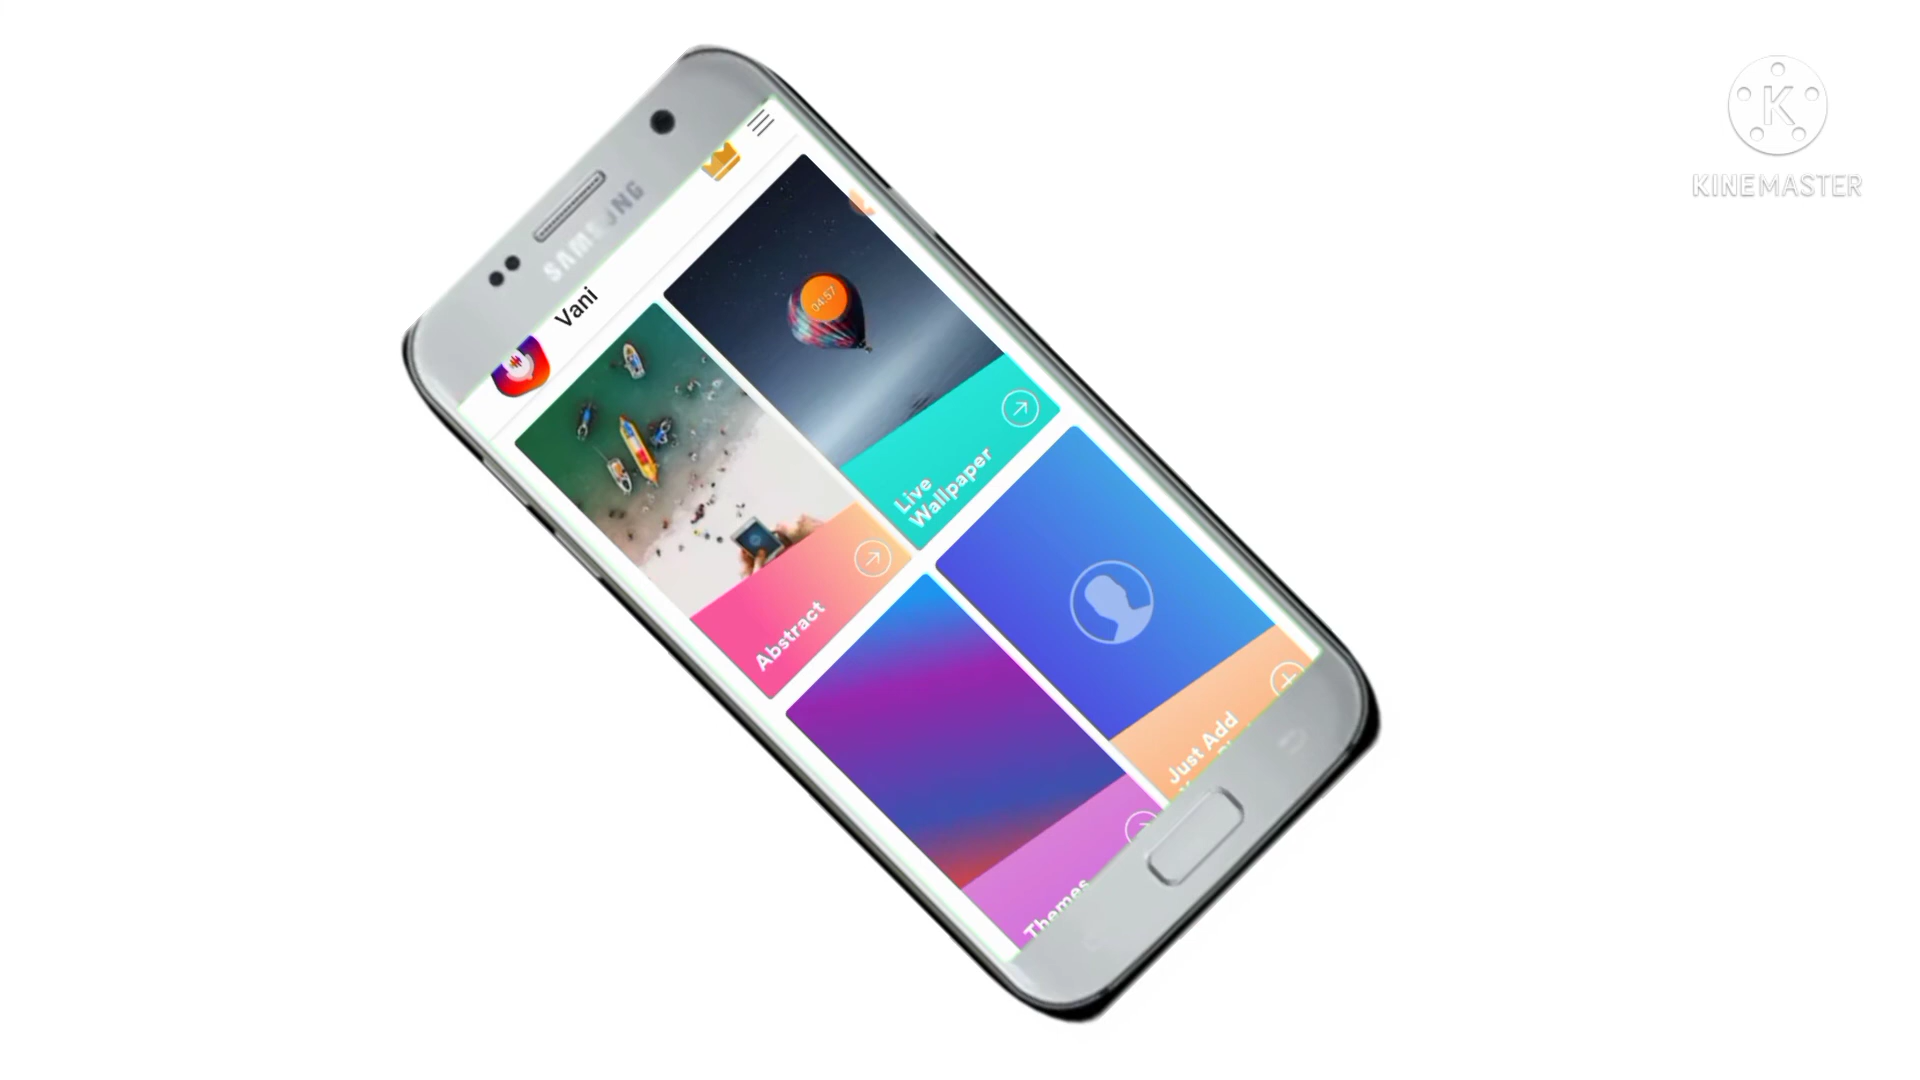 K
KINEMASTER
SAMSUNG
Vani
04:57
Live
Wallpaper
Abstract
Just Add
Themes